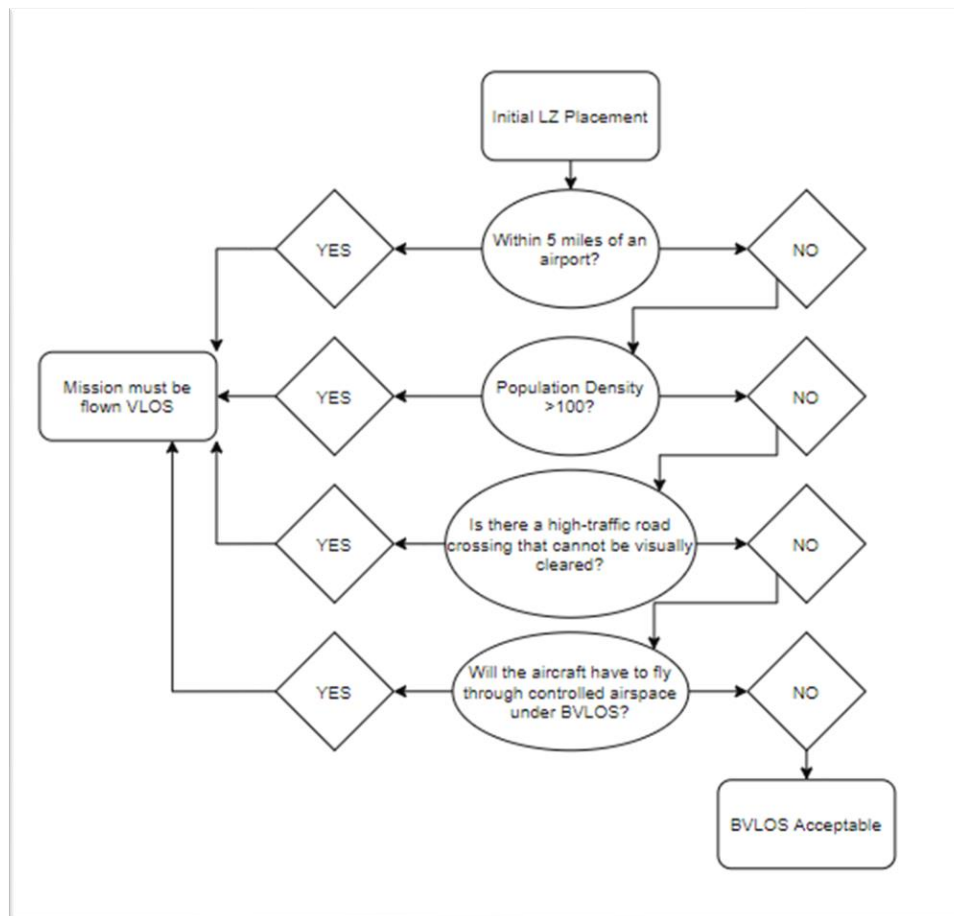 Initial LZ Placement
YES
Within 5 miles of an
airport?
NO
Mission must be
flown VLOS
YES
Population Density
>100?
NO
YES
Is there a high-traffic road
crossing that cannot be visually
cleared?
NO
YES
Will the aircraft have to fly
through controlled airspace
under BVLOS?
NO
BVLOS Acceptable